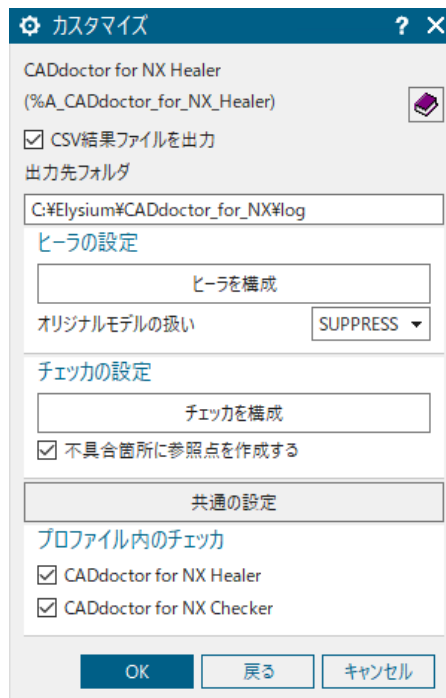 カスタマイズ ? ×
CADdoctor for NX Healer
(%A_CADdoctor_for_NX_Healer)
CSV結果ファイルを出力
出力先フォルダ
C:¥Elysium¥CADdoctor_for_NX¥log
ヒーラの設定
ヒーラを構成
オリジナルモデルの扱い SUPPRESS
チェッカの設定
チェッカを構成
不具合箇所に参照点を作成する
共通の設定
プロファイル内のチェッカ
CADdoctor for NX Healer
CADdoctor for NX Checker
OK 戻る キャンセル